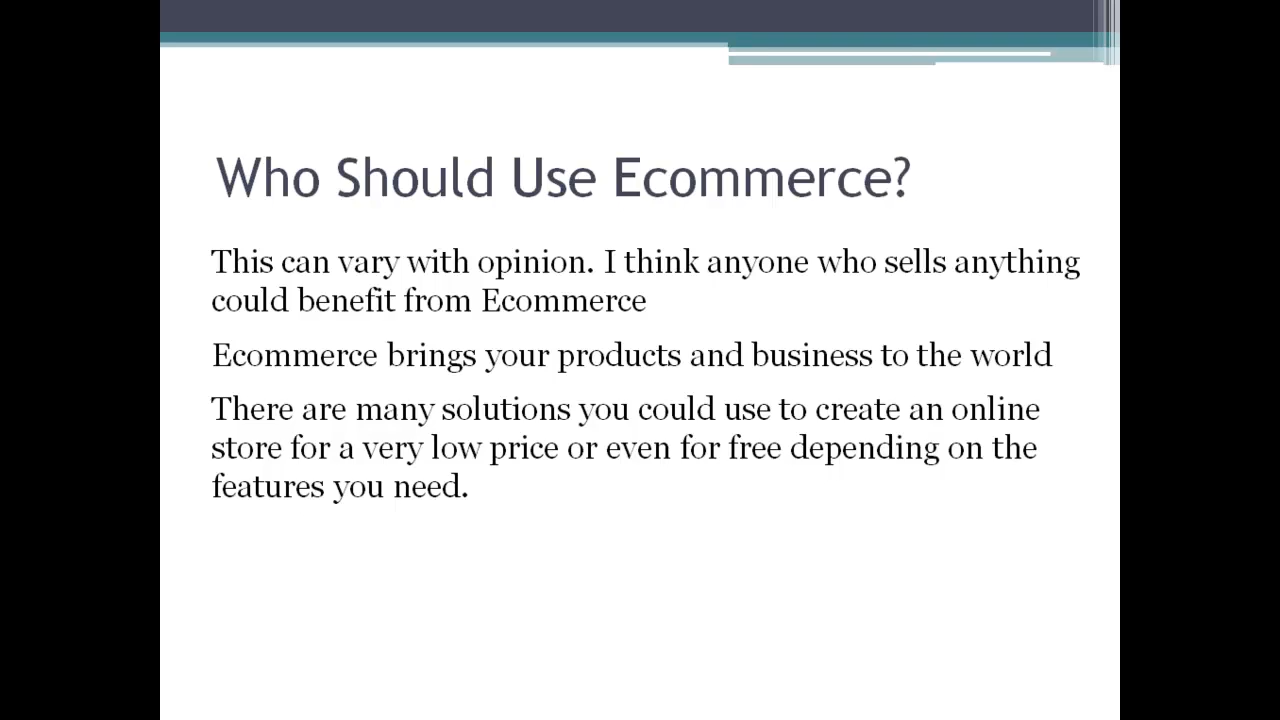 Who Should Use Ecommerce?
This can vary with opinion. I think anyone who sells anything
could benefit from Ecommerce
Ecommerce brings your products and business to the world
There are many solutions you could use to create an online
store for a very low price or even for free depending on the
features you need.